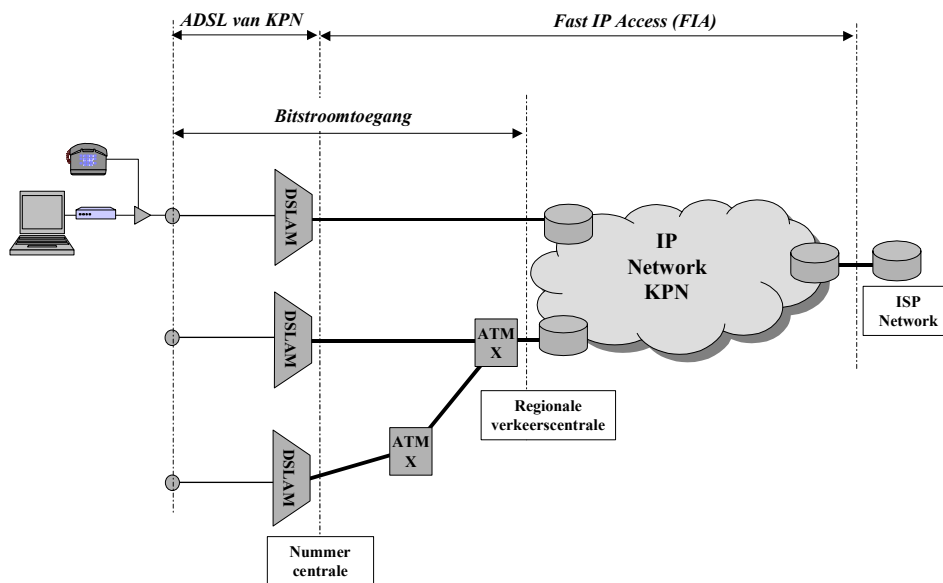 ADSL van KPN
Fast IP Access (FIA)
Bitstroomtoegang
DSLAM
IP
Network
KPN
ISP
Network
DSLAM
ATM
X
Regionale
verkeerscentrale
ATM
X
DSLAM
Nummer
centrale